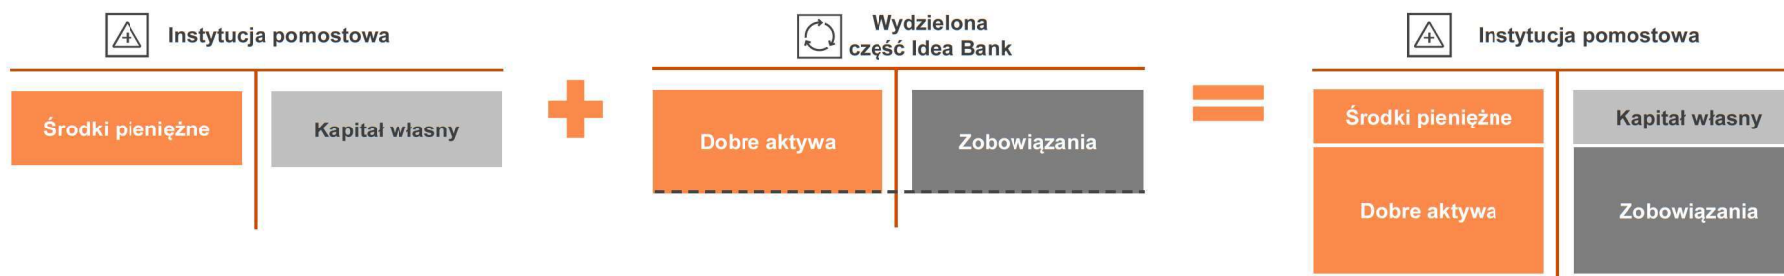 Instytucja pomostowa
Środki pieniężne
Kapitał własny
+
Wydzielona
część Idea Bank
Dobre aktywa
Zobowiązania
=
Instytucja pomostowa
Środki pieniężne
Kapitał własny
Dobre aktywa
Zobowiązania